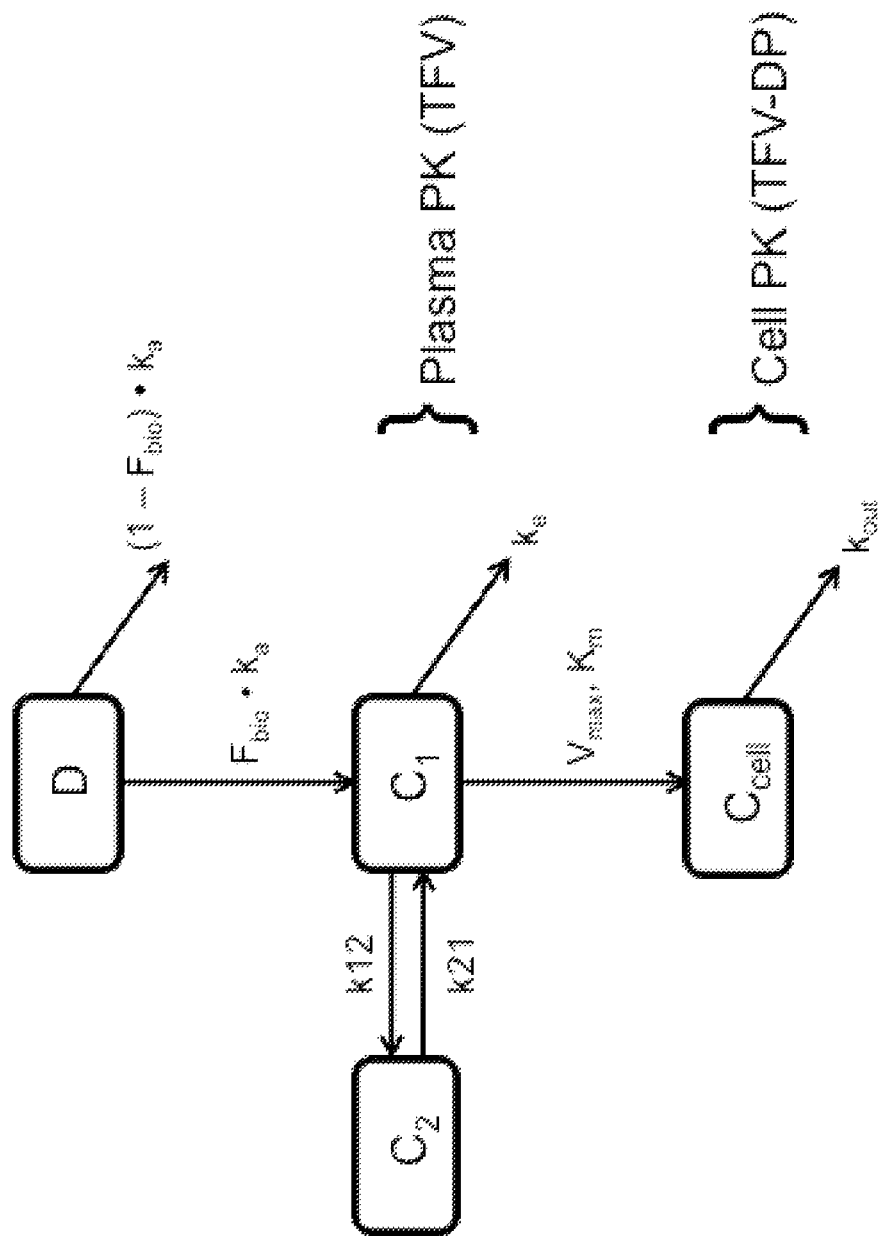 D
(1 – F_bio) • k_a
F_bio • k_a
k12
C_2
C_1
Plasma PK (TFV)
k21
k_e
V_max, K_m
C_cell
Cell PK (TFV-DP)
k_out